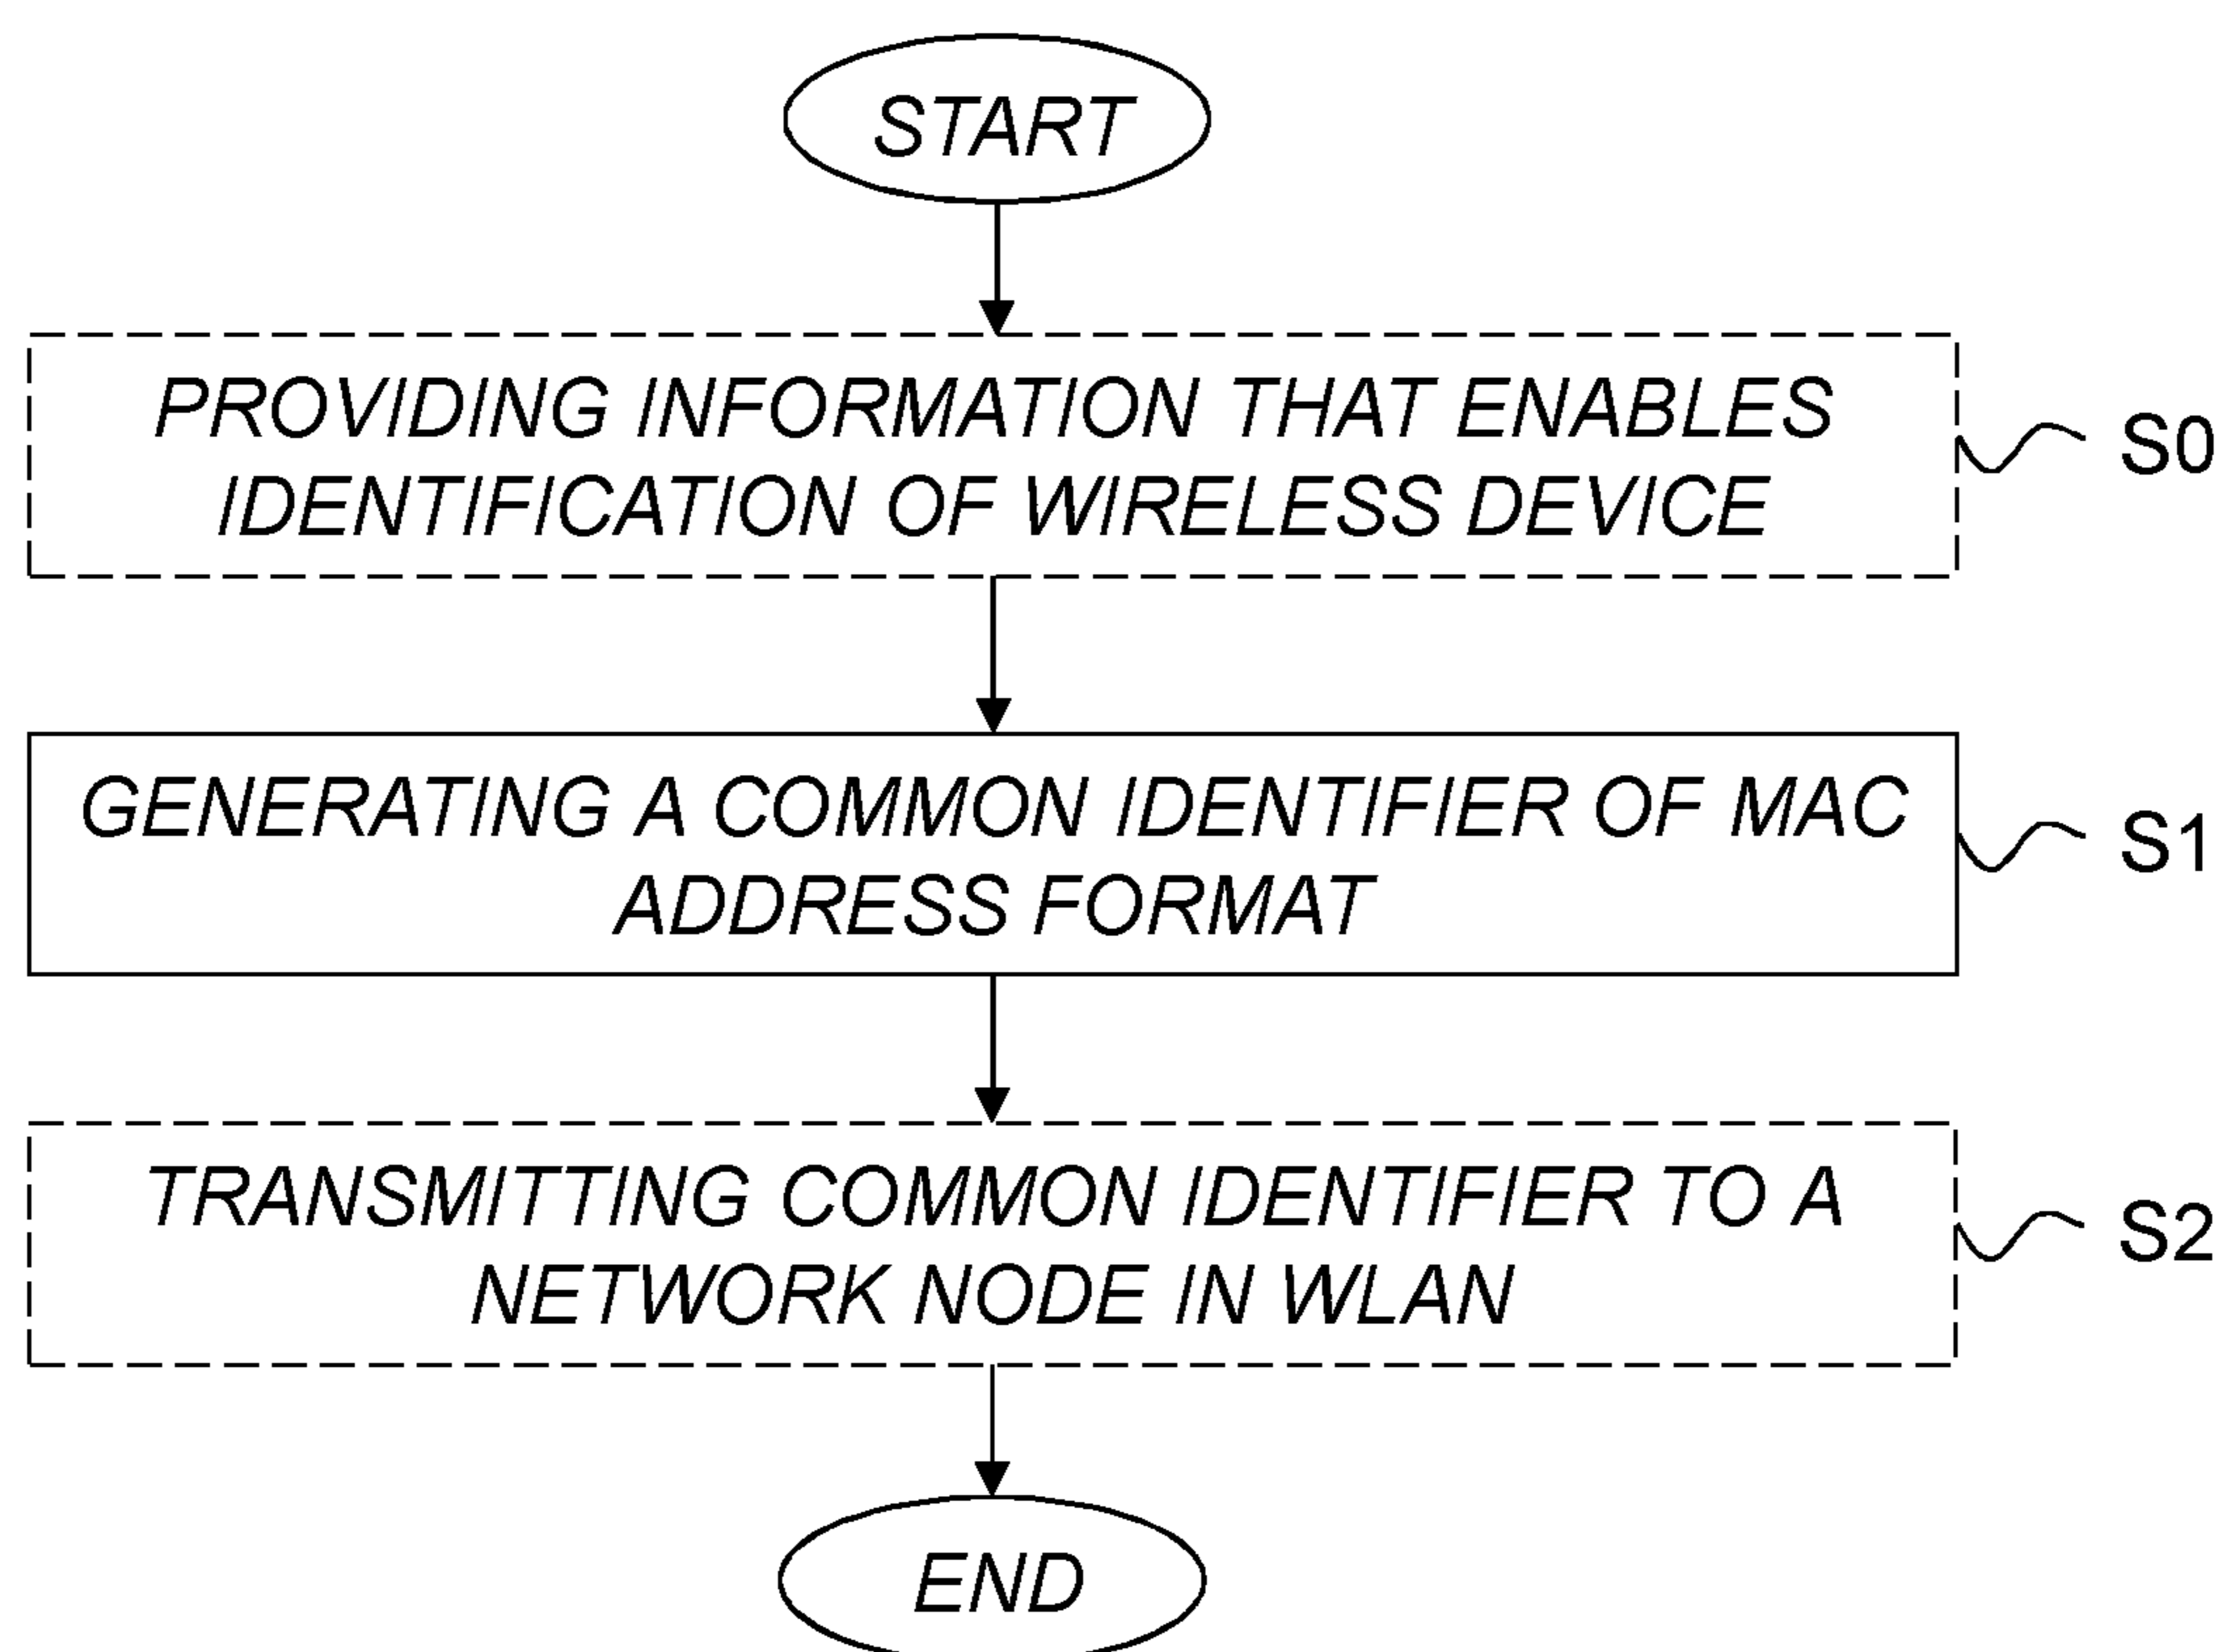 START
PROVIDING INFORMATION THAT ENABLES
IDENTIFICATION OF WIRELESS DEVICE
S0
GENERATING A COMMON IDENTIFIER OF MAC
ADDRESS FORMAT
S1
TRANSMITTING COMMON IDENTIFIER TO A
NETWORK NODE IN WLAN
S2
END